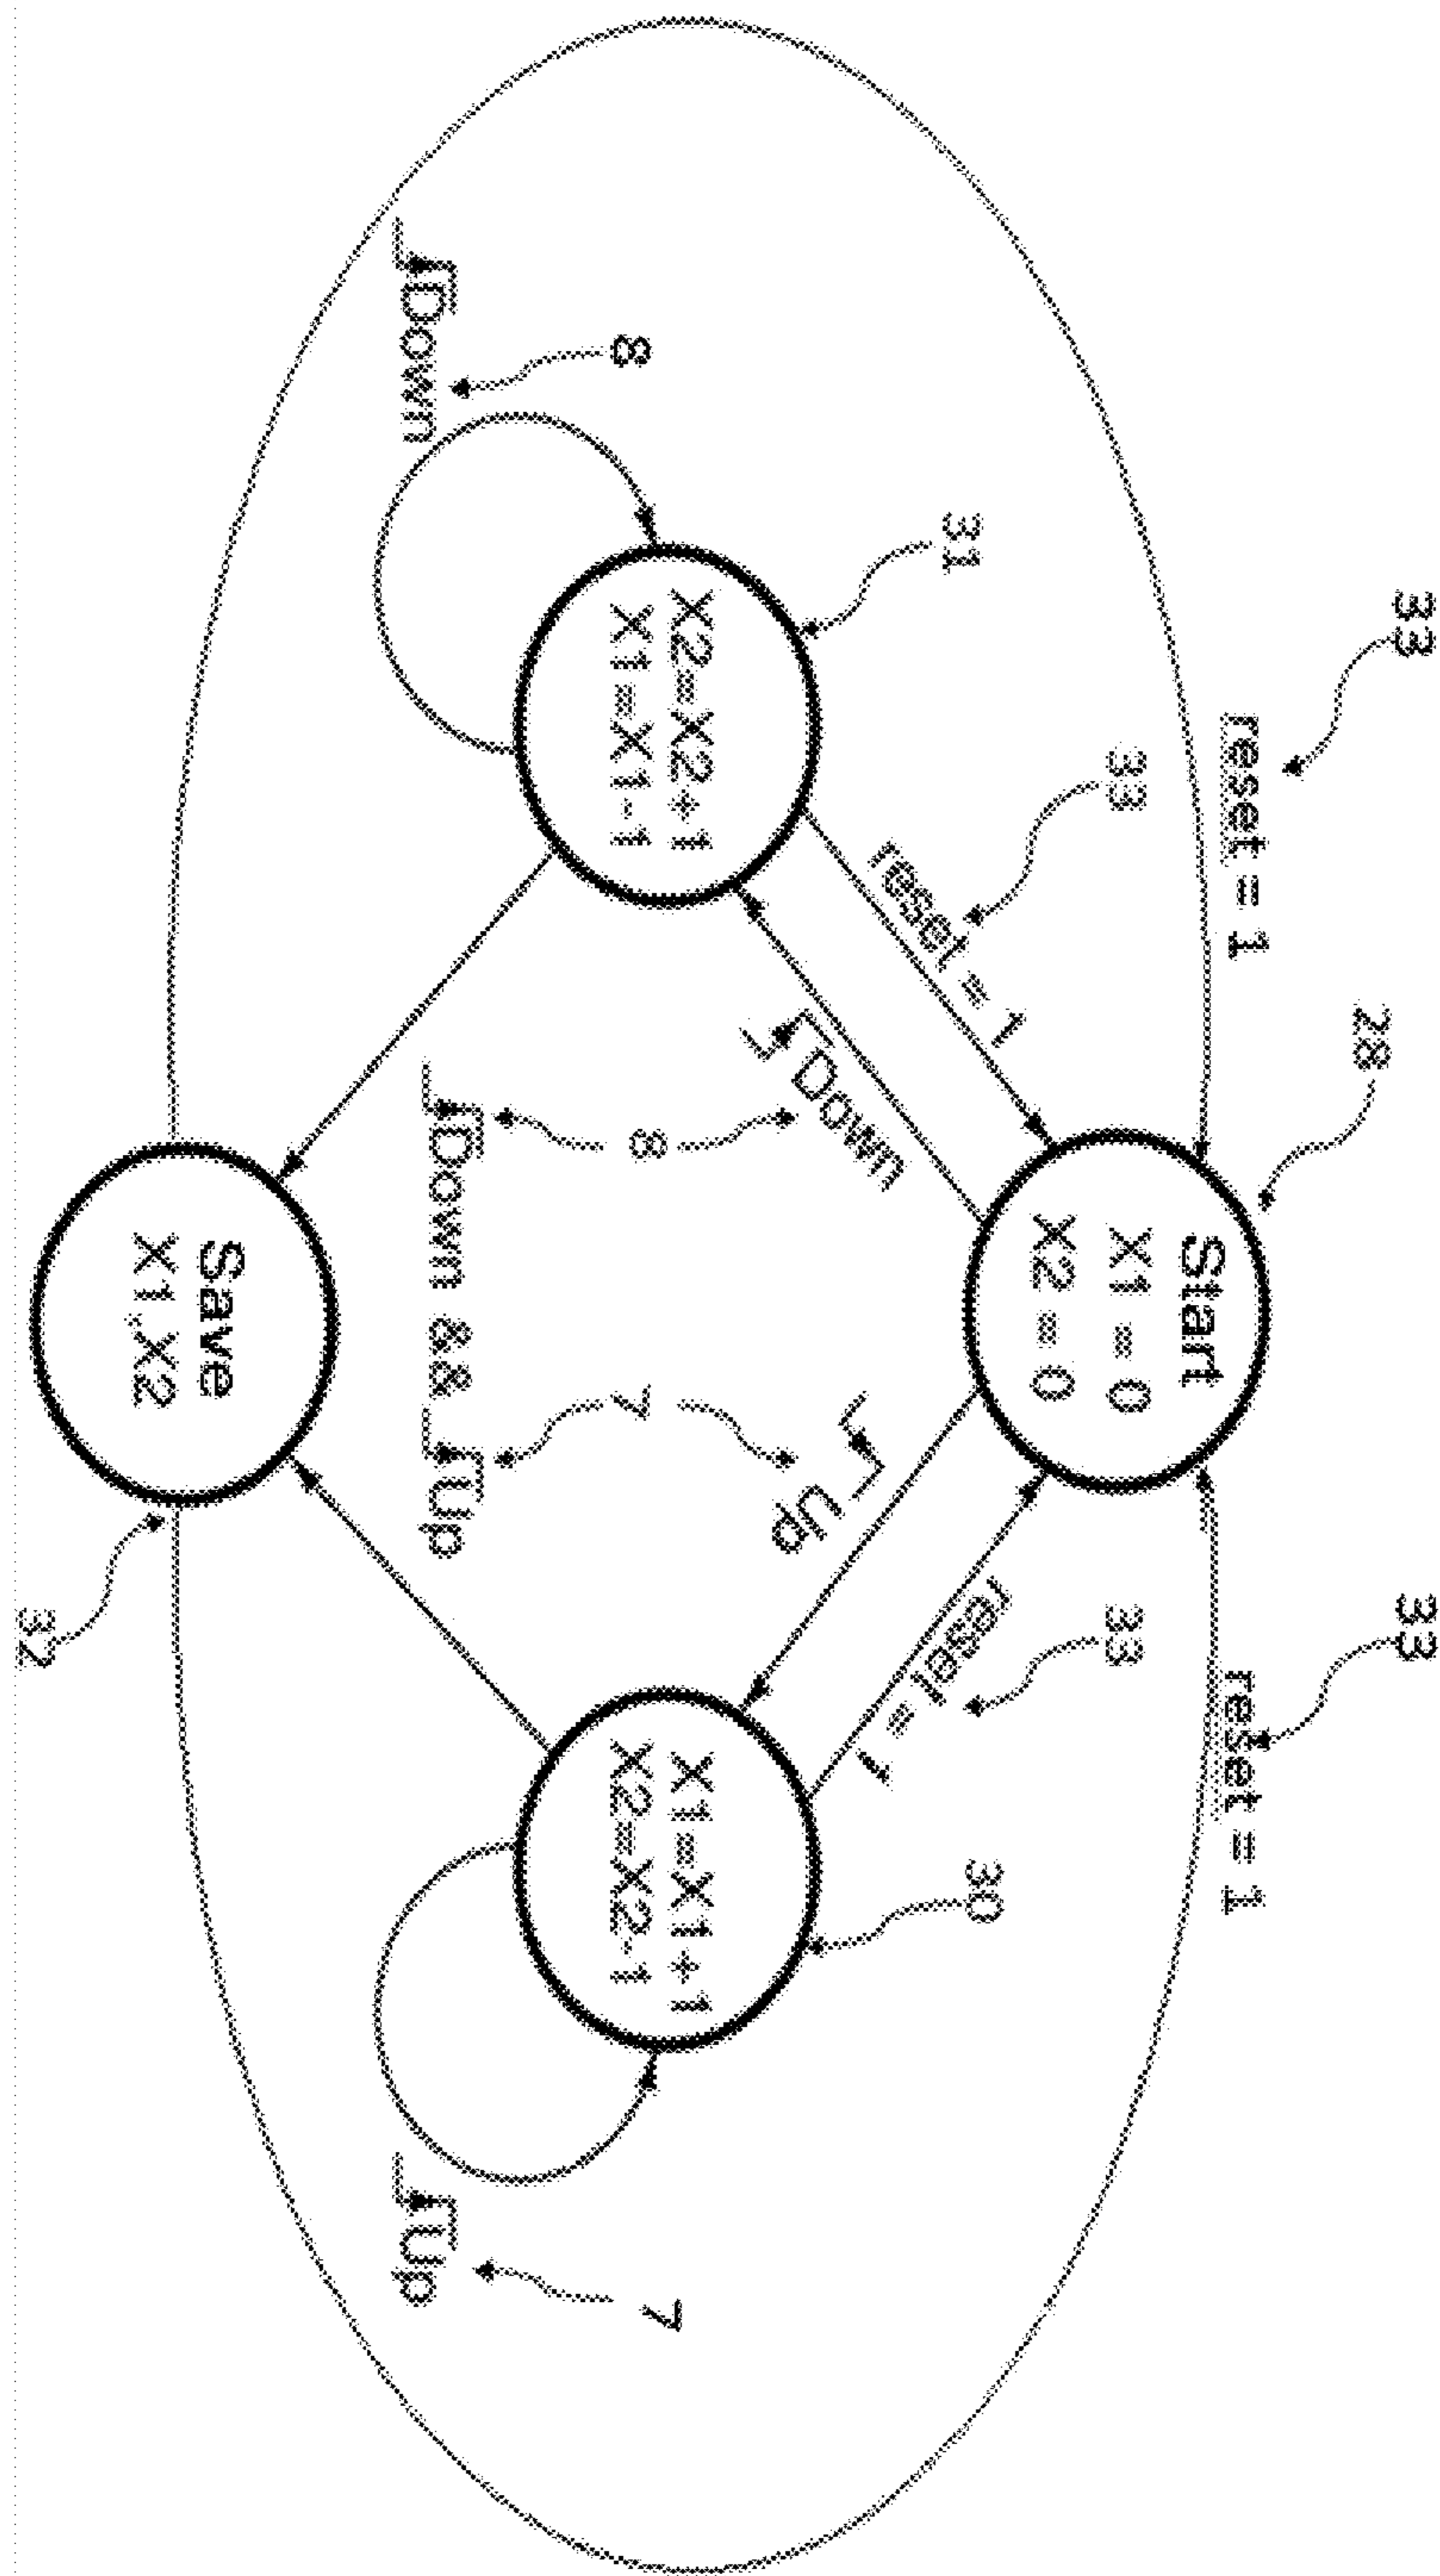 33
33
28
reset = 1
reset = 1
Start
X1 = 0
X2 = 0
33
33
31
30
reset = 1
reset = 1
Down
Up
X2=X2+1
X1=X1-1
X1=X1+1
X2=X2-1
8
8
7
7
Down
Down && Up
Up
Save
X1,X2
32